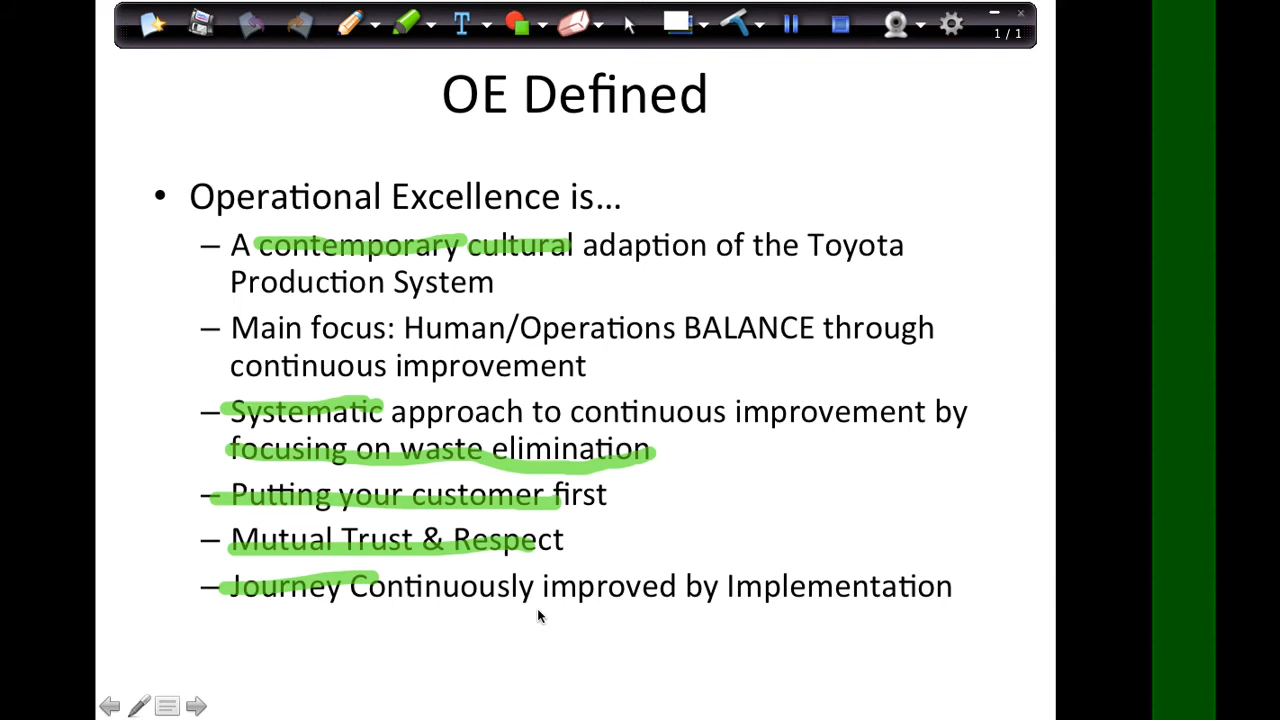 1 / 1
OE Defined
• Operational Excellence is...
– A contemporary cultural adaption of the Toyota
Production System
– Main focus: Human/Operations BALANCE through
continuous improvement
– Systematic approach to continuous improvement by
focusing on waste elimination
– Putting your customer first
– Mutual Trust & Respect
– Journey Continuously improved by Implementation